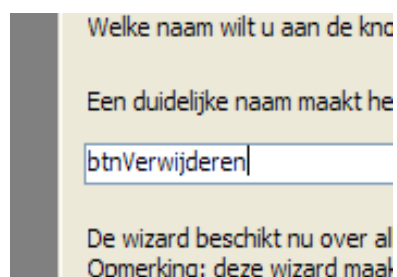 Welke naam wilt u aan de kno
Een duidelijke naam maakt he
btnVerwijderen
De wizard beschikt nu over al
Opmerking: deze wizard maak